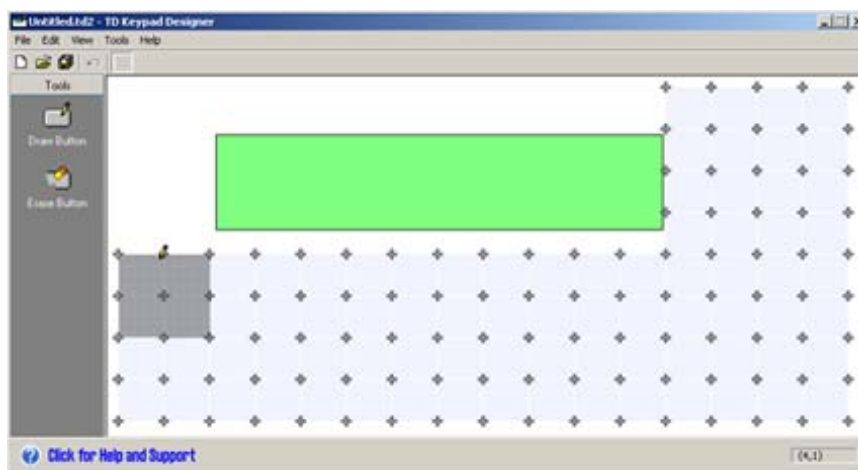 Untitled.td2 - TD Keypad Designer
File Edit View Tools Help
Tools
Draw Button
Erase Button
Click for Help and Support
(4,1)